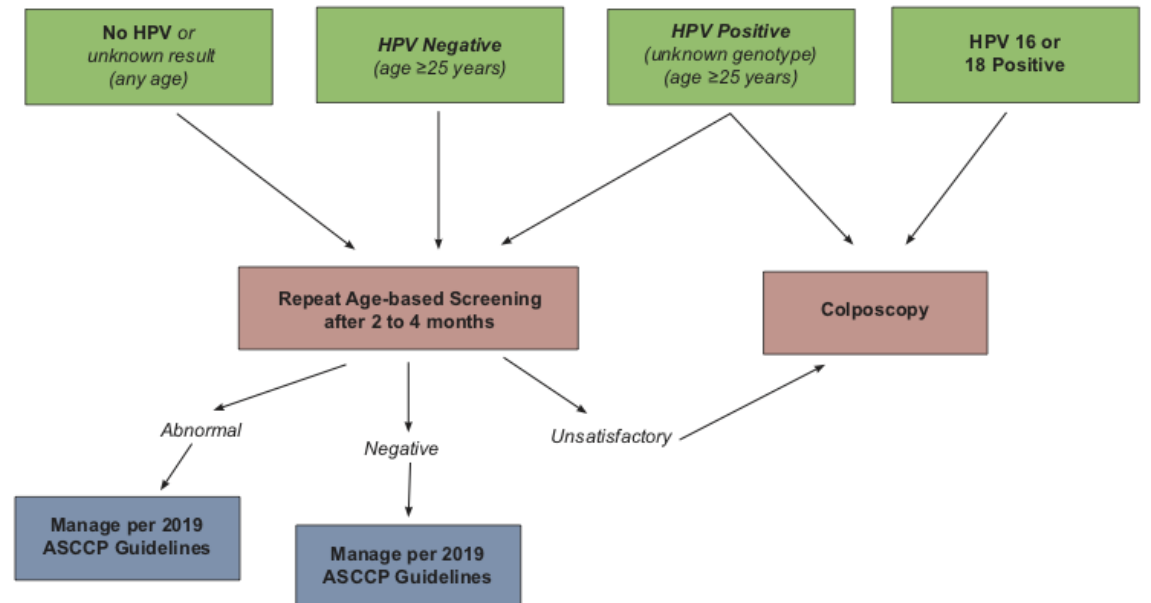 No HPV or
unknown result
(any age)
HPV Negative
(age ≥25 years)
HPV Positive
(unknown genotype)
(age ≥25 years)
HPV 16 or
18 Positive
Repeat Age-based Screening
after 2 to 4 months
Colposcopy
Abnormal
Negative
Unsatisfactory
Manage per 2019
ASCCP Guidelines
Manage per 2019
ASCCP Guidelines